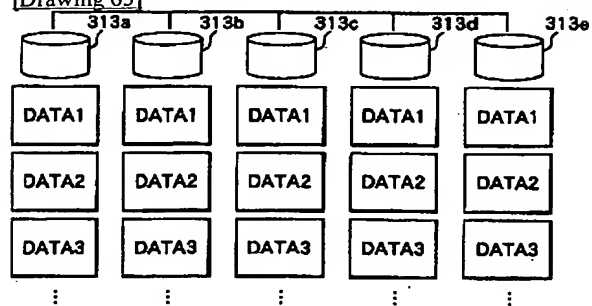 [Drawing 65]
313a 313b 313c 313d 313e
DATA1 DATA1 DATA1 DATA1 DATA1
DATA2 DATA2 DATA2 DATA2 DATA2
DATA3 DATA3 DATA3 DATA3 DATA3